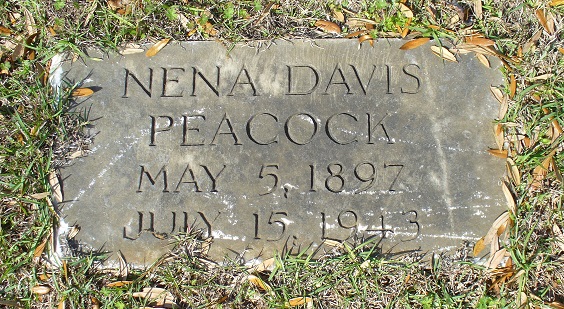 NENA DAVIS
PEACOCK
MAY 5, 1897
JULY 15, 1943